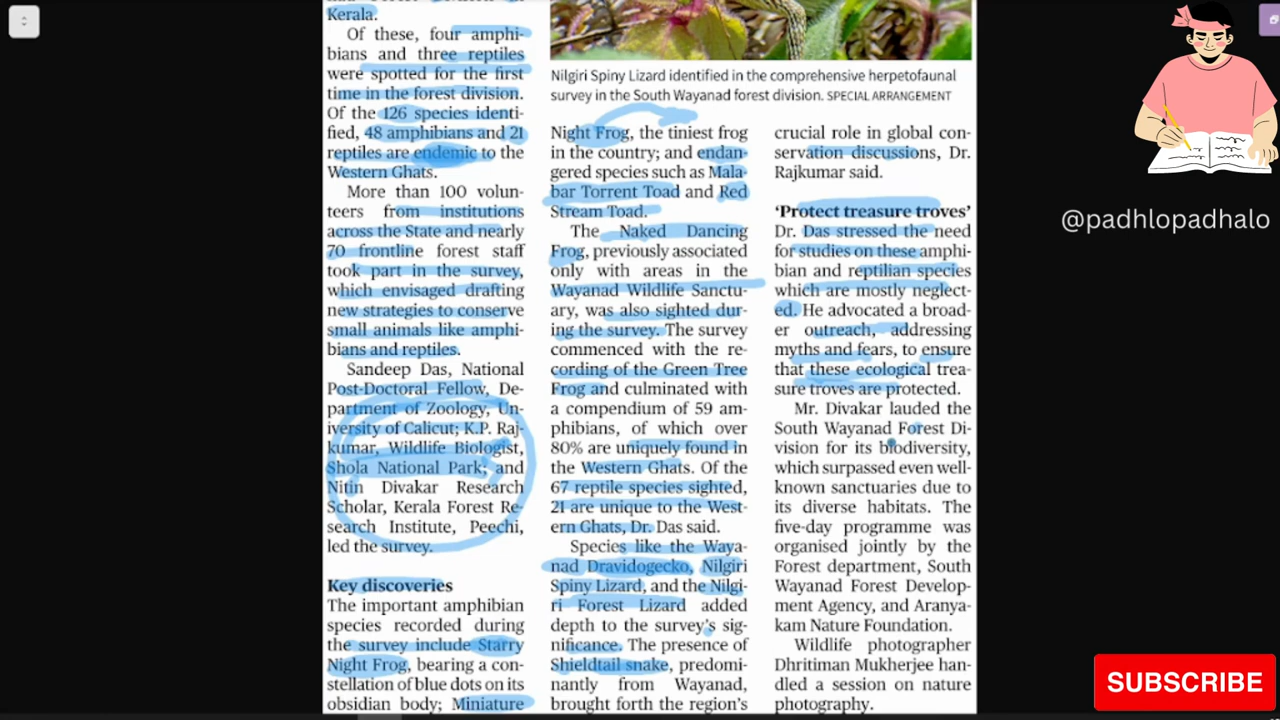 Kerala.
Of these, four amphi-
bians and three reptiles
were spotted for the first
time in the forest division.
Of the 126 species identi-
fied, 48 amphibians and 21
reptiles are endemic to the
Western Ghats.
More than 100 volun-
teers from institutions
across the State and nearly
70 frontline forest staff
took part in the survey,
which envisaged drafting
new strategies to conserve
small animals like amphi-
bians and reptiles.
Sandeep Das, National
Post-Doctoral Fellow, De-
partment of Zoology, Un-
iversity of Calicut; K.P. Raj-
kumar, Wildlife Biologist,
Shola National Park; and
Nitin Divakar Research
Scholar, Kerala Forest Re-
search Institute, Peechi,
led the survey.
Key discoveries
The important amphibian
species recorded during
the survey include Starry
Night Frog, bearing a con-
stellation of blue dots on its
obsidian body; Miniature
Nilgiri Spiny Lizard identified in the comprehensive herpetofaunal
survey in the South Wayanad forest division. SPECIAL ARRANGEMENT
Night Frog, the tiniest frog
in the country; and endan-
gered species such as Mala-
bar Torrent Toad and Red
Stream Toad.
The Naked Dancing
Frog, previously associated
only with areas in the
Wayanad Wildlife Sanctu-
ary, was also sighted dur-
ing the survey. The survey
commenced with the re-
cording of the Green Tree
Frog and culminated with
a compendium of 59 am-
phibians, of which over
80% are uniquely found in
the Western Ghats. Of the
67 reptile species sighted,
21 are unique to the West-
ern Ghats, Dr. Das said.
Species like the Waya-
nad Dravidogecko, Nilgiri
Spiny Lizard, and the Nilgi-
ri Forest Lizard added
depth to the survey's sig-
nificance. The presence of
Shieldtail snake, predomi-
nantly from Wayanad,
brought forth the region's
crucial role in global con-
servation discussions, Dr.
Rajkumar said.
'Protect treasure troves'
Dr. Das stressed the need
for studies on these amphi-
bian and reptilian species
which are mostly neglect-
ed. He advocated a broad-
er outreach, addressing
myths and fears, to ensure
that these ecological trea-
sure troves are protected.
Mr. Divakar lauded the
South Wayanad Forest Di-
vision for its biodiversity,
which surpassed even well-
known sanctuaries due to
its diverse habitats. The
five-day programme was
organised jointly by the
Forest department, South
Wayanad Forest Develop-
ment Agency, and Aranya-
kam Nature Foundation.
Wildlife photographer
Dhritiman Mukherjee han-
dled a session on nature
photography.
@padhlopadhalo
SUBSCRIBE